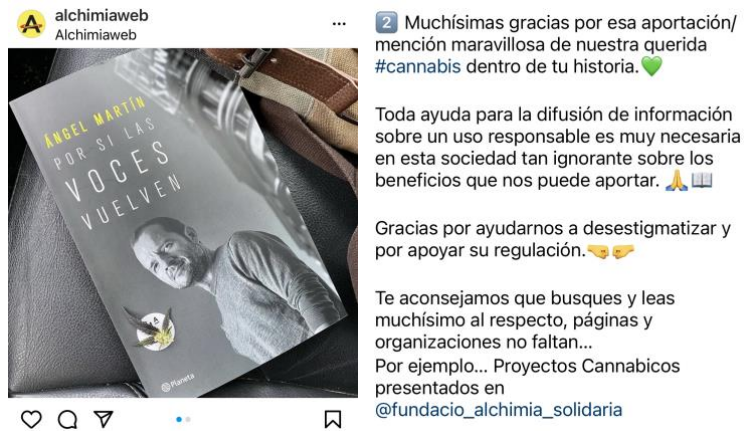 alchimiaweb
Alchimiaweb
ÁNGEL MARTÍN
POR SI LAS
VOCES
VUELVEN
Planeta
2 Muchísimas gracias por esa aportación/
mención maravillosa de nuestra querida
#cannabis dentro de tu historia.💚
Toda ayuda para la difusión de información
sobre un uso responsable es muy necesaria
en esta sociedad tan ignorante sobre los
beneficios que nos puede aportar. 🙏📖
Gracias por ayudarnos a desestigmatizar y
por apoyar su regulación.🤜🤛
Te aconsejamos que busques y leas
muchísimo al respecto, páginas y
organizaciones no faltan...
Por ejemplo... Proyectos Cannabicos
presentados en
@fundacio_alchimia_solidaria